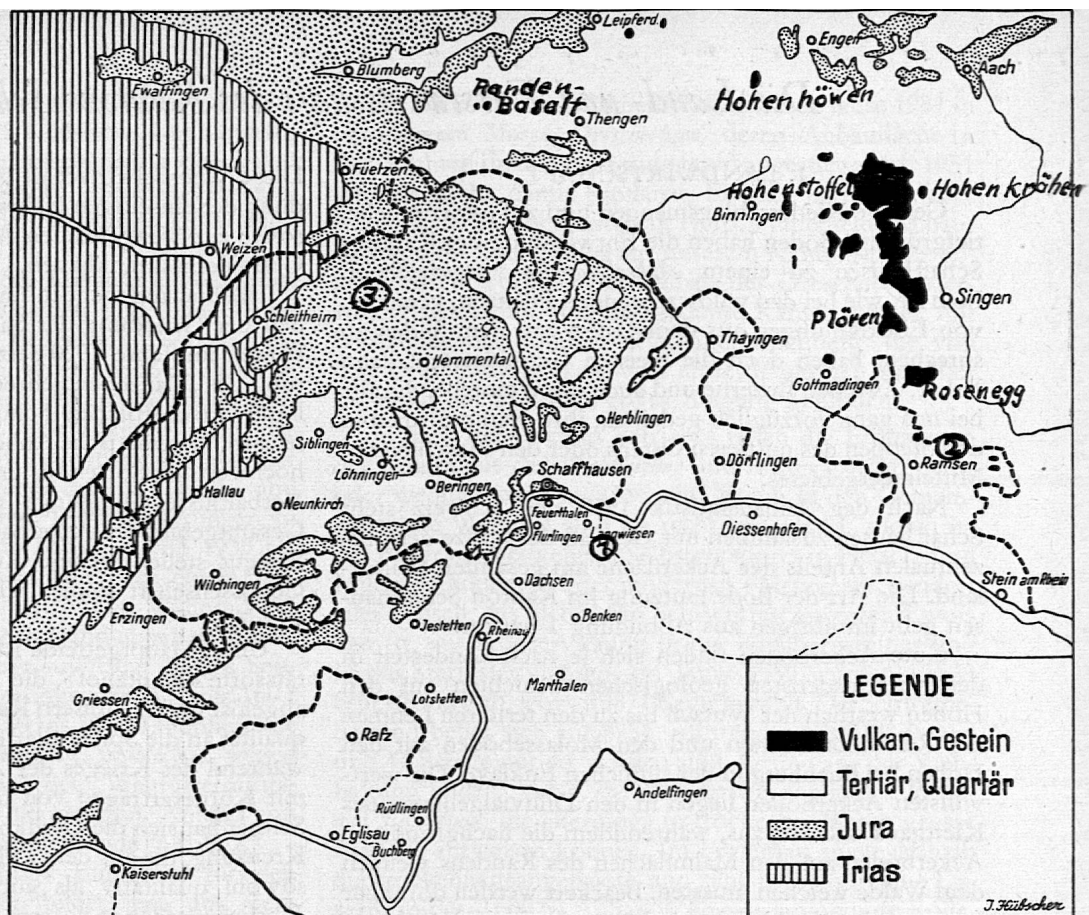 Leipferd.
Engen
Blumberg
Aach
Ewattingen
Randen-
Basalt
Hohenhöwen
Thengen
Fuetzen
Hohenstoffel
Hohenkrähen
Binningen
Weizen
③
Singen
Schleitheim
Plören
Thayngen
Hemmental
Gottmadingen
Rosenegg
Herblingen
Siblingen
②
Löhningen
Schaffhausen
Dörflingen
Ramsen
Beringen
Hallau
Neunkirch
Feuerthalen
Langwiesen
Diessenhofen
Flurlingen
①
Wilchingen
Dachsen
Stein am Rhein
Erzingen
Benken
Jestetten
Rheinau
Griessen
Lotstetten
Marthalen
LEGENDE
Rafz
Vulkan. Gestein
Andelfingen
Tertiär, Quartär
Rüdlingen
Eglisau
Buchberg
Jura
Kaiserstuhl
Trias
J. Hübscher